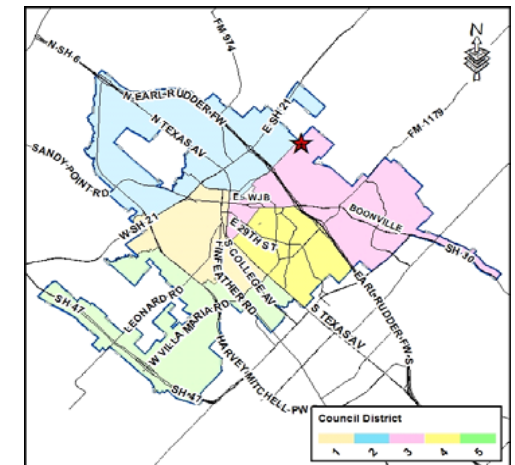 FM 974
N
N-SH-6
N-EARL-RUDDER-FW
E SH 21
FM-1179
N TEXAS AV
SANDY-POINT-RD
E WJB
BOONVILLE
W-SH 21
E 29TH ST.
SH-30
S COLLEGE AV
FINFEATHER RD
LEONARD RD
EARL-RUDDER-FW-S
SH 47
W VILLA MARIA RD
S TEXAS AV
HARVEY-MITCHELL-PW
SH-47
Council District
1 2 3 4 5